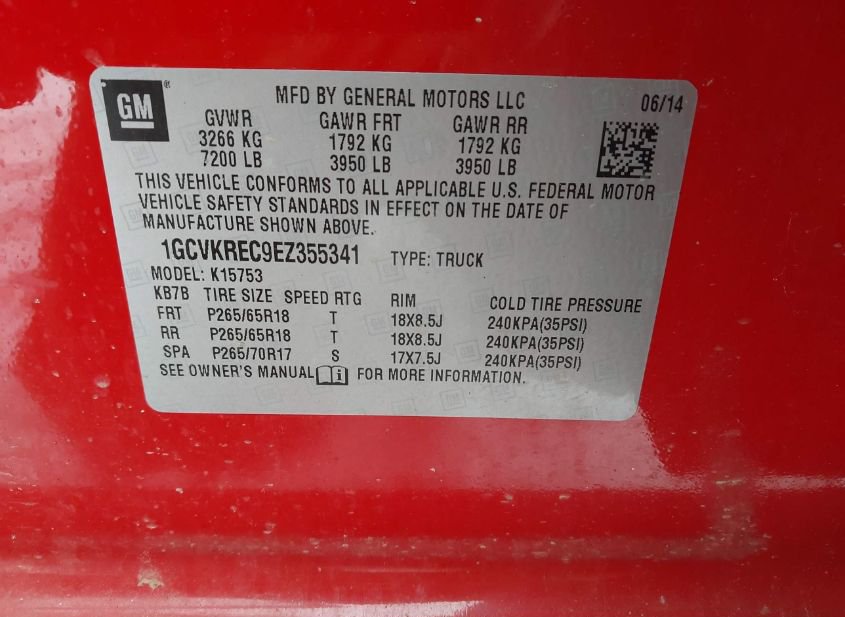 GM ® MFD BY GENERAL MOTORS LLC 06/14
GVWR GAWR FRT GAWR RR
3266 KG 1792 KG 1792 KG
7200 LB 3950 LB 3950 LB
THIS VEHICLE CONFORMS TO ALL APPLICABLE U.S. FEDERAL MOTOR
VEHICLE SAFETY STANDARDS IN EFFECT ON THE DATE OF
MANUFACTURE SHOWN ABOVE.
1GCVKREC9EZ355341 TYPE: TRUCK
MODEL: K15753
KB7B TIRE SIZE SPEED RTG RIM COLD TIRE PRESSURE
FRT P265/65R18 T 18X8.5J 240KPA(35PSI)
RR P265/65R18 T 18X8.5J 240KPA(35PSI)
SPA P265/70R17 S 17X7.5J 240KPA(35PSI)
SEE OWNER'S MANUAL i FOR MORE INFORMATION.